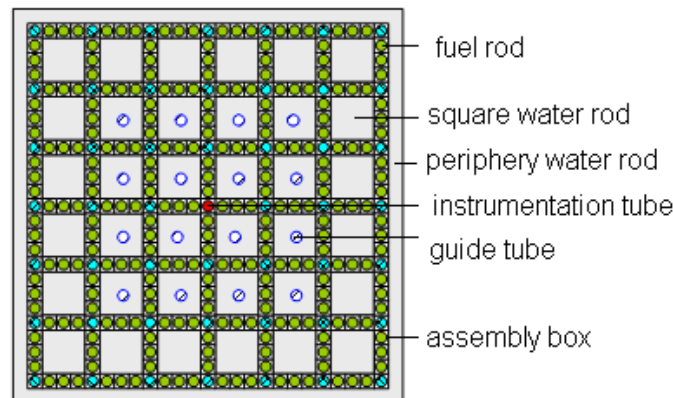 fuel rod
square water rod
periphery water rod
instrumentation tube
guide tube
assembly box